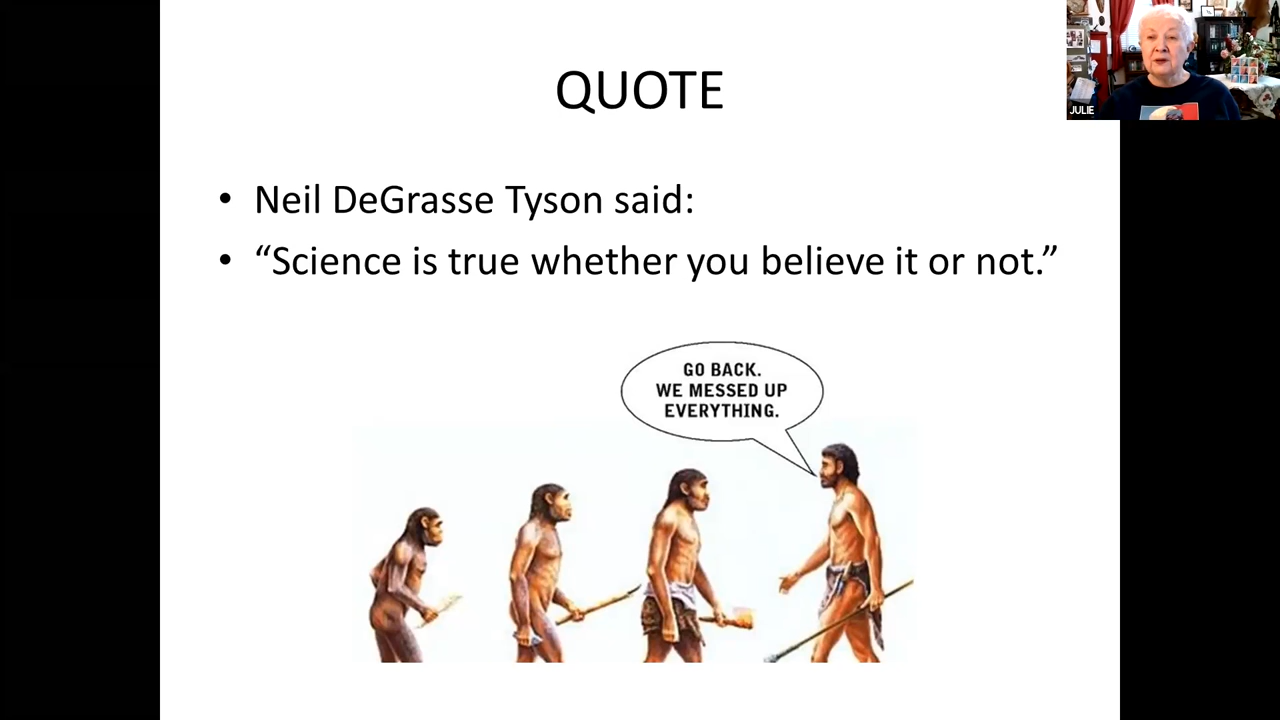 QUOTE
JULIE
• Neil DeGrasse Tyson said:
• “Science is true whether you believe it or not.”
GO BACK.
WE MESSED UP
EVERYTHING.